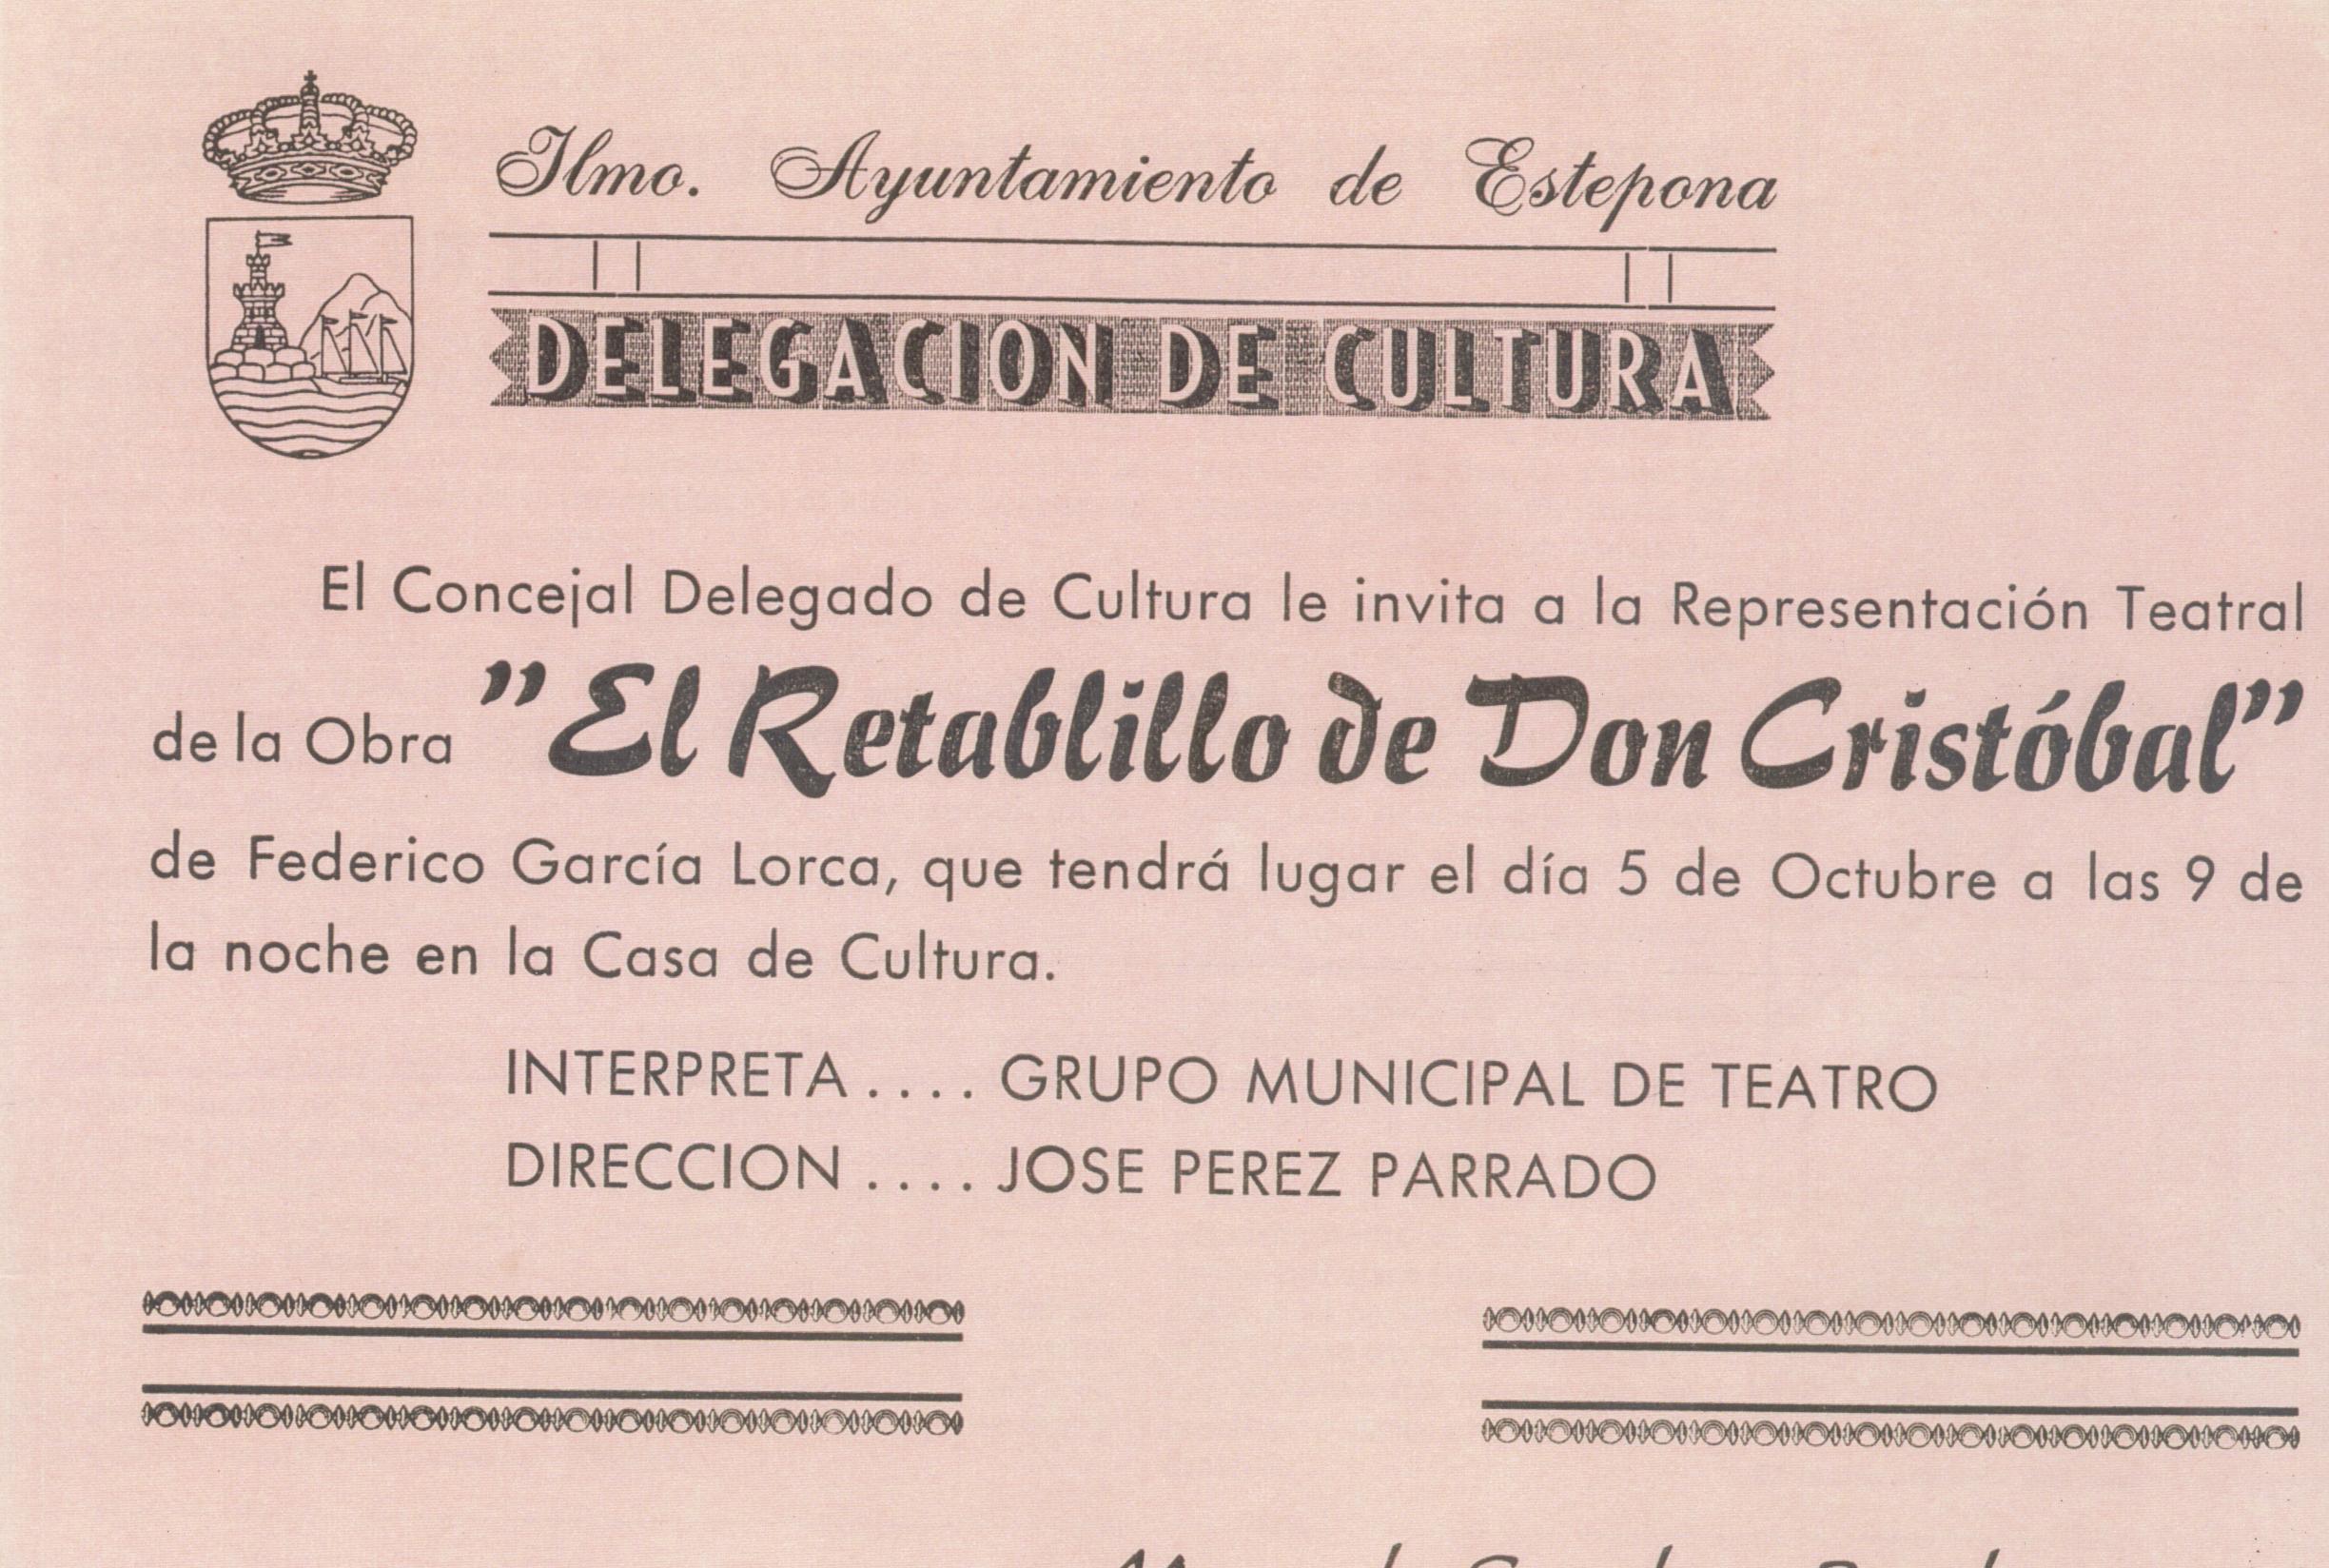 Ilmo. Ayuntamiento de Estepona
DELEGACION DE CULTURA
El Concejal Delegado de Cultura le invita a la Representación Teatral
de la Obra "El Retablillo de Don Cristóbal"
de Federico García Lorca, que tendrá lugar el día 5 de Octubre a las 9 de
la noche en la Casa de Cultura.
INTERPRETA . . . . GRUPO MUNICIPAL DE TEATRO
DIRECCION . . . . JOSE PEREZ PARRADO